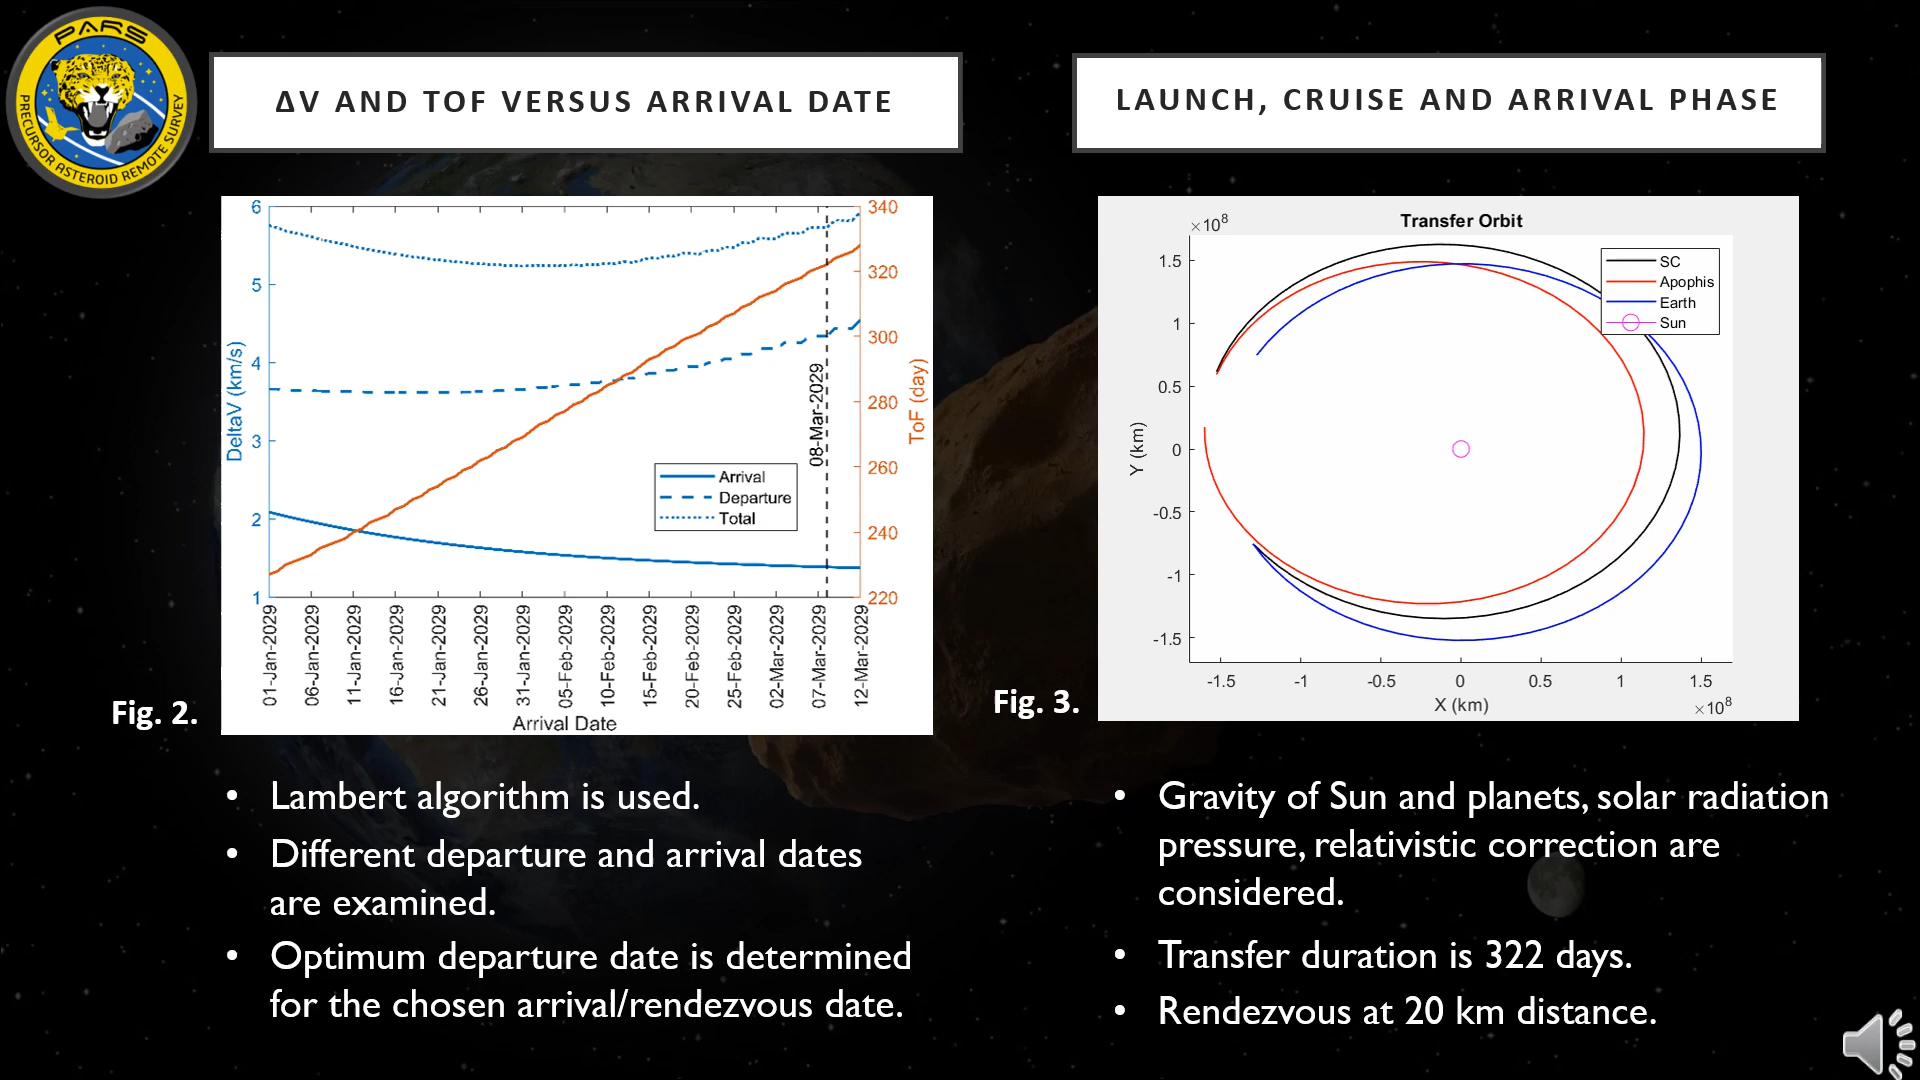 PARS
PRECURSOR ASTEROID REMOTE SURVEY
ΔV AND TOF VERSUS ARRIVAL DATE
6
5
4
3
2
1
DeltaV (km/s)
340
320
300
280
260
240
220
ToF (day)
08-Mar-2029
Arrival
Departure
Total
01-Jan-2029
06-Jan-2029
11-Jan-2029
16-Jan-2029
21-Jan-2029
26-Jan-2029
31-Jan-2029
05-Feb-2029
10-Feb-2029
15-Feb-2029
20-Feb-2029
25-Feb-2029
02-Mar-2029
07-Mar-2029
12-Mar-2029
Arrival Date
Fig. 2.
• Lambert algorithm is used.
• Different departure and arrival dates
are examined.
• Optimum departure date is determined
for the chosen arrival/rendezvous date.
LAUNCH, CRUISE AND ARRIVAL PHASE
Transfer Orbit
×10⁸
1.5
1
0.5
0
-0.5
-1
-1.5
Y (km)
SC
Apophis
Earth
Sun
-1.5
-1
-0.5
0
0.5
1
1.5
X (km)
×10⁸
Fig. 3.
• Gravity of Sun and planets, solar radiation
pressure, relativistic correction are
considered.
• Transfer duration is 322 days.
• Rendezvous at 20 km distance.